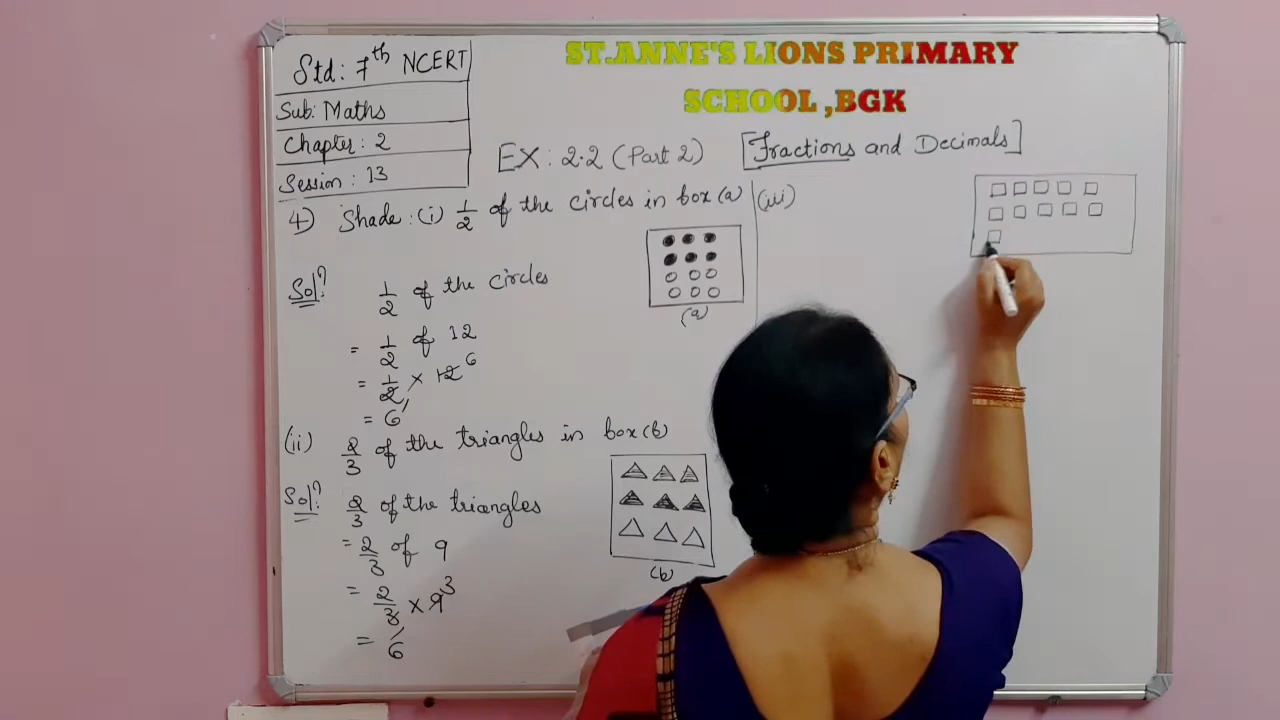 Std: 7th NCERT
Sub: Maths
Chapter: 2
Session: 13
ST.ANNE'S LIONS PRIMARY
SCHOOL ,BGK
EX: 2.2 (Part 2) [Fractions and Decimals]
4) Shade: (i) 1/2 of the circles in box (a)
(a)
Sol?
1/2 of the circles
= 1/2 of 12
= 1/2 × 12 6
= 6
(ii) 2/3 of the triangles in box (b)
(b)
Sol?
2/3 of the triangles
= 2/3 of 9
= 2/3 × 9 3
= 6
(iii)